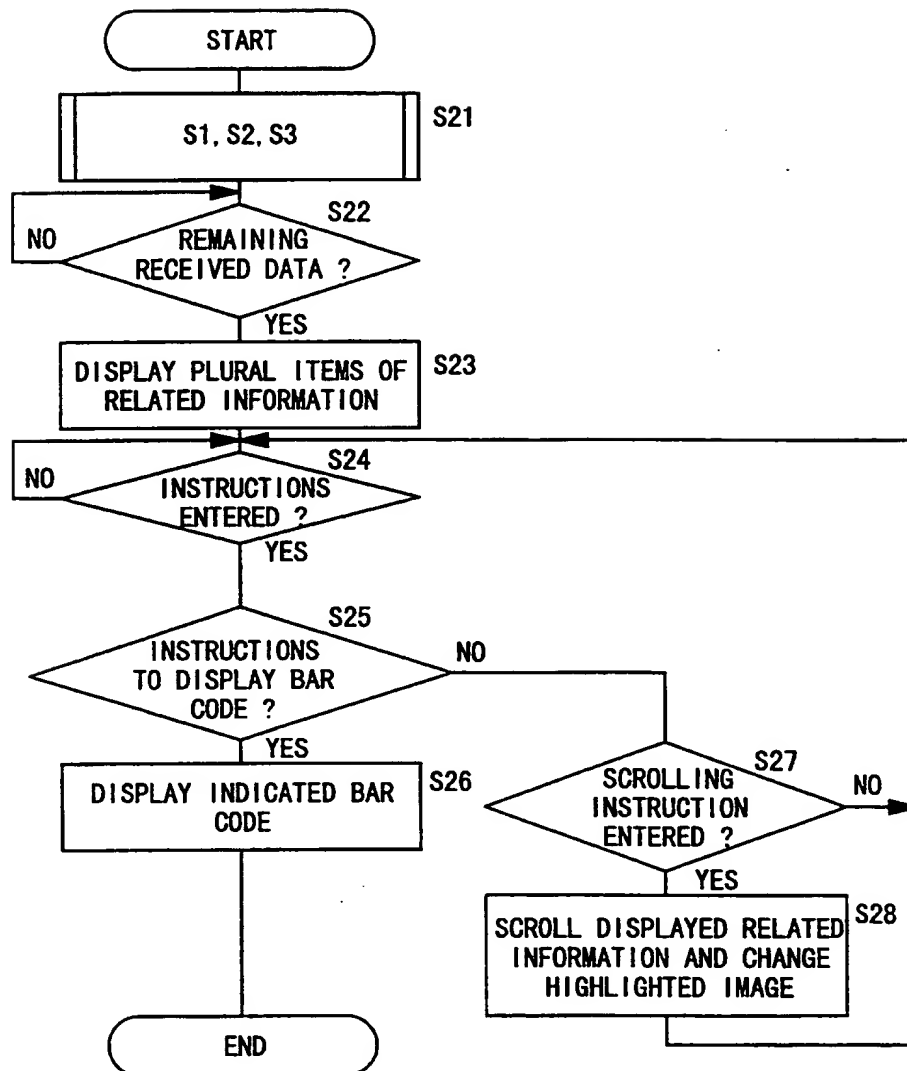 START
S1, S2, S3
S21
S22
NO
REMAINING
RECEIVED DATA ?
YES
DISPLAY PLURAL ITEMS OF
RELATED INFORMATION
S23
S24
NO
INSTRUCTIONS
ENTERED ?
YES
S25
INSTRUCTIONS
TO DISPLAY BAR
CODE ?
NO
YES
DISPLAY INDICATED BAR
CODE
S26
S27
SCROLLING
INSTRUCTION
ENTERED ?
NO
YES
SCROLL DISPLAYED RELATED
INFORMATION AND CHANGE
HIGHLIGHTED IMAGE
S28
END